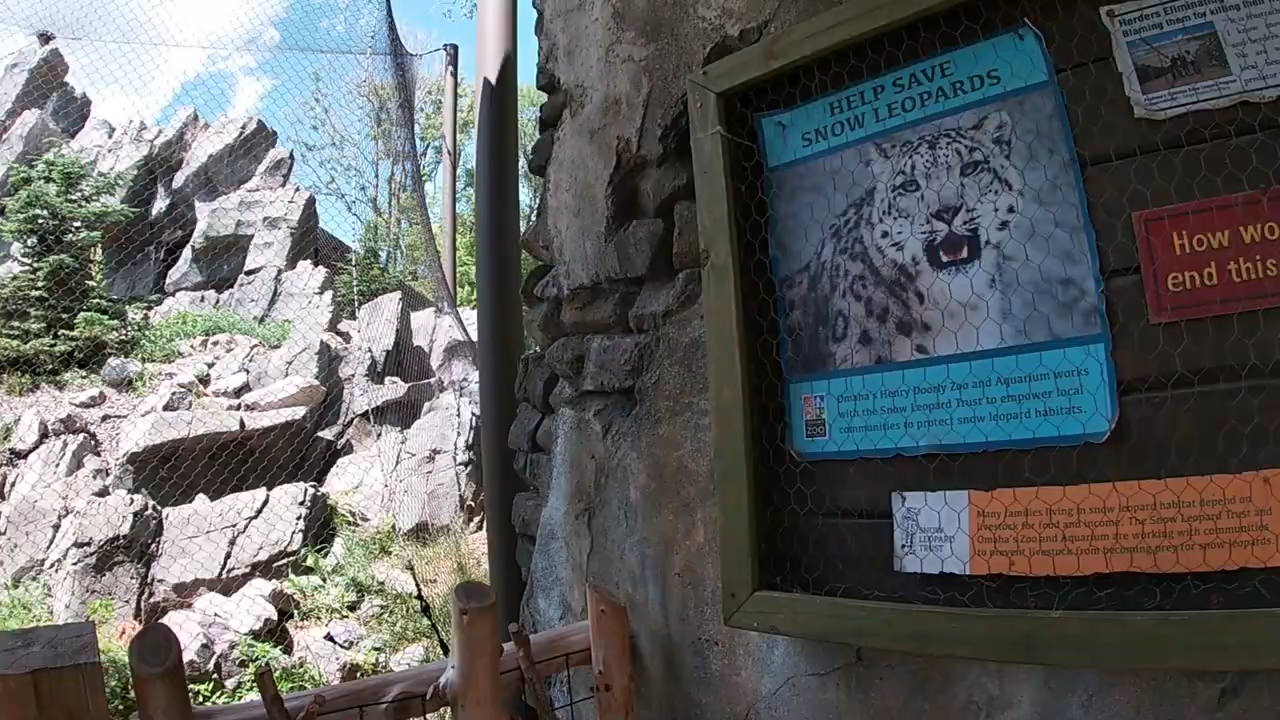 HELP SAVE
SNOW LEOPARDS
Omaha's Henry Doorly Zoo and Aquarium works
with the Snow Leopard Trust to empower local
communities to protect snow leopard habitats.
ZOO
Herders Eliminating
Blaming them for killing their
How wo
end this
SNOW
LEOPARD
TRUST
Many families living in snow leopard habitat depend on
livestock for food and income. The Snow Leopard Trust and
Omaha's Zoo and Aquarium are working with communities
to prevent livestock from becoming prey for snow leopards.